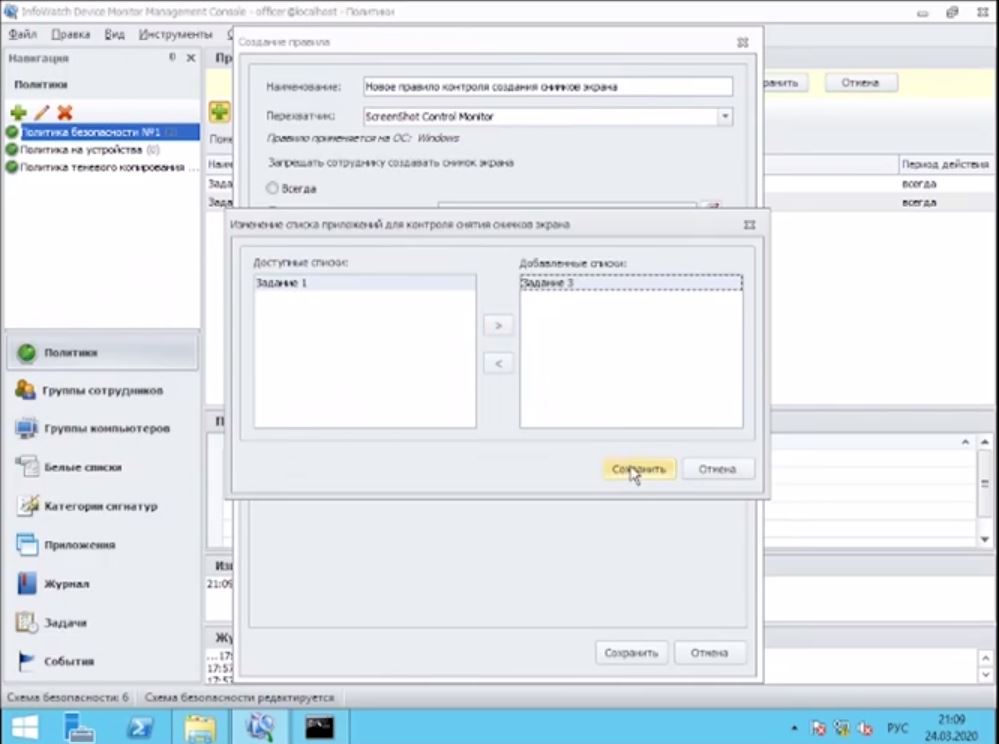 InfoWatch Device Monitor Management Console - officer@localhost - Политики
Файл Правка Вид Инструменты
Навигация
Политики
Политика безопасности №1 (2)
Политика на устройства (0)
Политика теневого копирования ...
Политики
Группы сотрудников
Группы компьютеров
Белые списки
Категории сигнатур
Приложения
Журнал
Задачи
События
Создание правила
Наименование: Новое правило контроля создания снимков экрана
Перехватчик: ScreenShot Control Monitor
Правило применяется на ОС: Windows
Запрещать сотруднику создавать снимок экрана
Всегда
Отмена
Период действия
всегда
всегда
Изменение списка приложений для контроля снятия снимков экрана
Доступные списки:
Задание 1
Добавленные списки:
Задание 3
>
<
Сохранить Отмена
21:09
...17:
17:57
17:57
Сохранить Отмена
Схема безопасности: 6 Схема безопасности редактируется
РУС
21:09
24.03.2020